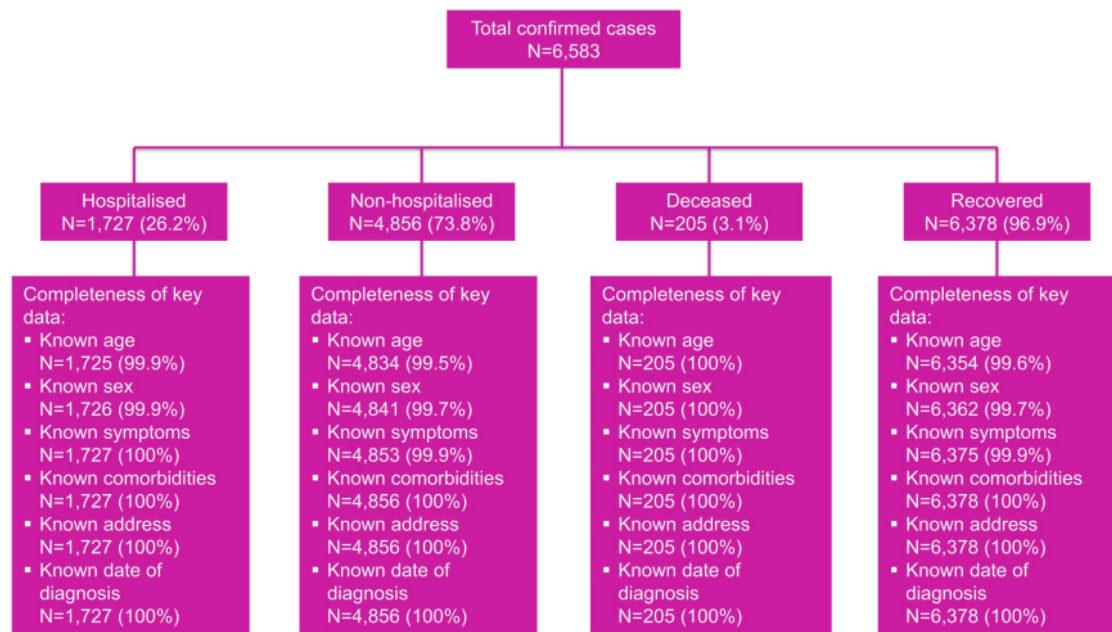 Total confirmed cases
N=6,583
Hospitalised
N=1,727 (26.2%)
Non-hospitalised
N=4,856 (73.8%)
Deceased
N=205 (3.1%)
Recovered
N=6,378 (96.9%)
Completeness of key
data:
▪ Known age
N=1,725 (99.9%)
▪ Known sex
N=1,726 (99.9%)
▪ Known symptoms
N=1,727 (100%)
▪ Known comorbidities
N=1,727 (100%)
▪ Known address
N=1,727 (100%)
▪ Known date of
diagnosis
N=1,727 (100%)
Completeness of key
data:
▪ Known age
N=4,834 (99.5%)
▪ Known sex
N=4,841 (99.7%)
▪ Known symptoms
N=4,853 (99.9%)
▪ Known comorbidities
N=4,856 (100%)
▪ Known address
N=4,856 (100%)
▪ Known date of
diagnosis
N=4,856 (100%)
Completeness of key
data:
▪ Known age
N=205 (100%)
▪ Known sex
N=205 (100%)
▪ Known symptoms
N=205 (100%)
▪ Known comorbidities
N=205 (100%)
▪ Known address
N=205 (100%)
▪ Known date of
diagnosis
N=205 (100%)
Completeness of key
data:
▪ Known age
N=6,354 (99.6%)
▪ Known sex
N=6,362 (99.7%)
▪ Known symptoms
N=6,375 (99.9%)
▪ Known comorbidities
N=6,378 (100%)
▪ Known address
N=6,378 (100%)
▪ Known date of
diagnosis
N=6,378 (100%)